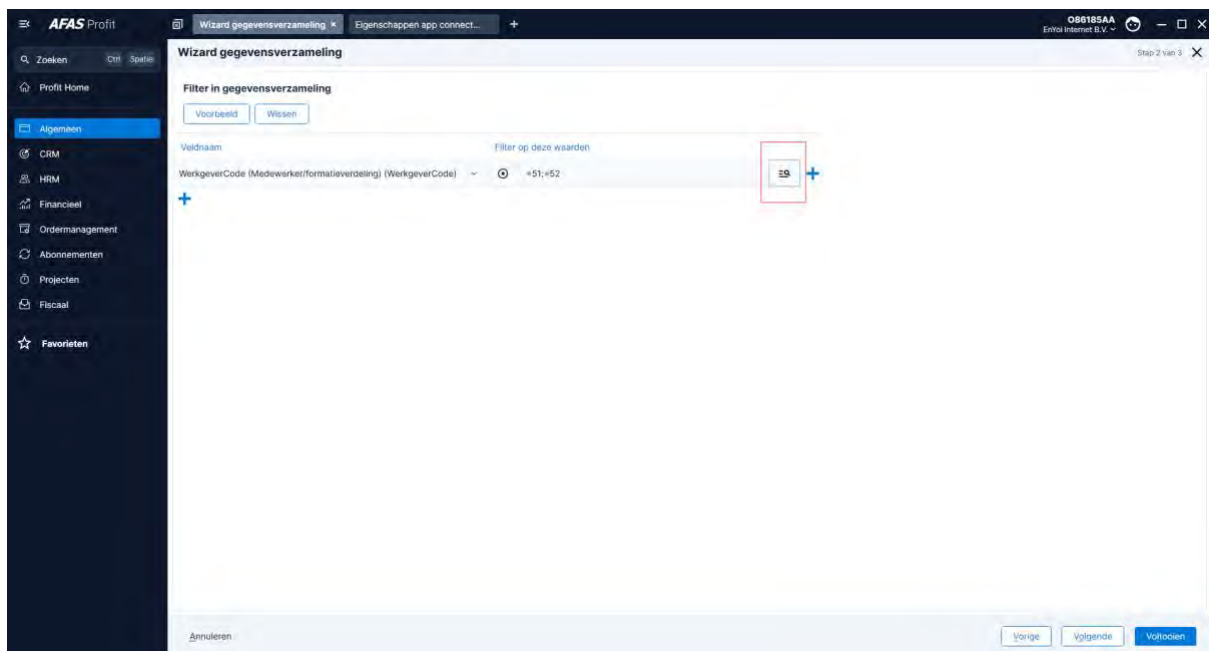 AFAS Profit
Wizard gegevensverzameling
Eigenschappen app connect...
O86185AA
EnYoi Internet B.V.
Zoeken
Ctrl
Spatie
Wizard gegevensverzameling
Stap 2 van 3
Profit Home
Filter in gegevensverzameling
Voorbeeld
Wissen
Algemeen
Veldnaam
Filter op deze waarden
CRM
WerkgeverCode (Medewerker/formatieverdeling) (WerkgeverCode)
=51;=52
HRM
Financieel
Ordermanagement
Abonnementen
Projecten
Fiscaal
Favorieten
Annuleren
Vorige
Volgende
Voltooien